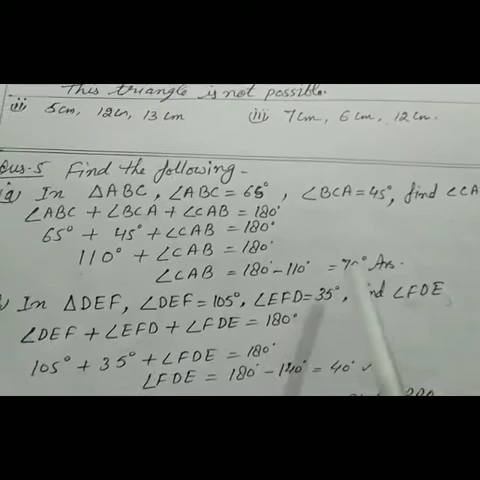 This triangle is not possible.
(ii) 5cm, 12cm, 13cm (iii) 7cm, 6cm, 12cm.
Ques.5 Find the following -
(a) In △ABC, ∠ABC = 65°, ∠BCA = 45°, find ∠CA
∠ABC + ∠BCA + ∠CAB = 180°
65° + 45° + ∠CAB = 180°
110° + ∠CAB = 180°
∠CAB = 180° - 110° = 70° Ans.
In △DEF, ∠DEF = 105°, ∠EFD = 35°, ∠FDE
∠DEF + ∠EFD + ∠FDE = 180°
105° + 35° + ∠FDE = 180°
∠FDE = 180° - 140° = 40° ✓